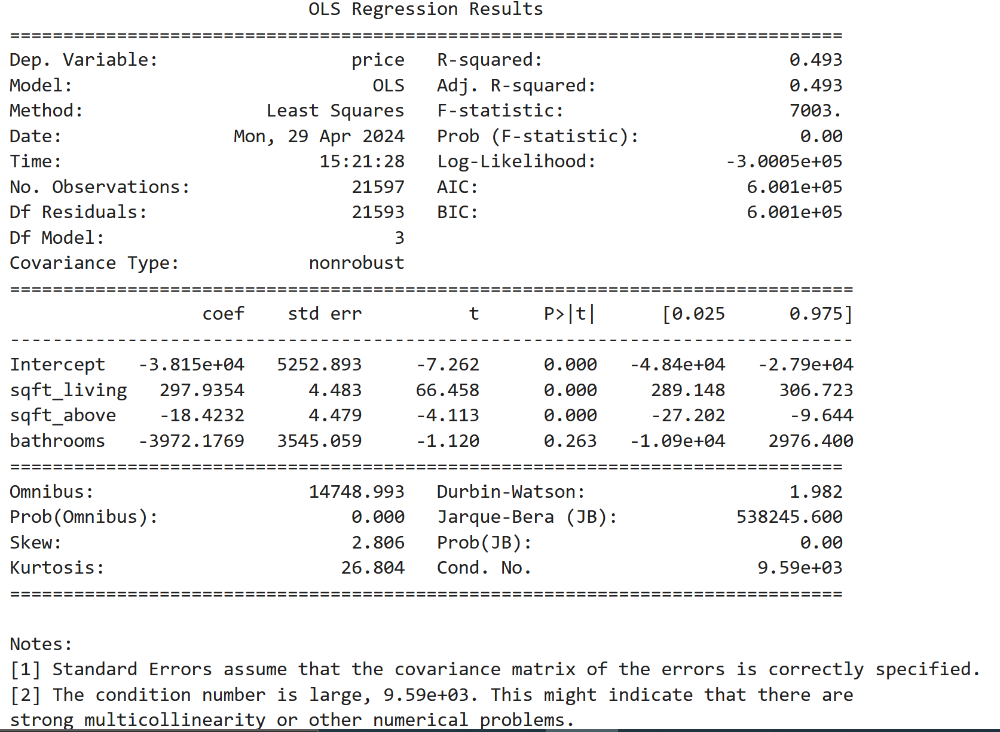 OLS Regression Results
==============================================================================
Dep. Variable: price R-squared: 0.493
Model: OLS Adj. R-squared: 0.493
Method: Least Squares F-statistic: 7003.
Date: Mon, 29 Apr 2024 Prob (F-statistic): 0.00
Time: 15:21:28 Log-Likelihood: -3.0005e+05
No. Observations: 21597 AIC: 6.001e+05
Df Residuals: 21593 BIC: 6.001e+05
Df Model: 3
Covariance Type: nonrobust
===============================================================================
coef std err t P>|t| [0.025 0.975]
-------------------------------------------------------------------------------
Intercept -3.815e+04 5252.893 -7.262 0.000 -4.84e+04 -2.79e+04
sqft_living 297.9354 4.483 66.458 0.000 289.148 306.723
sqft_above -18.4232 4.479 -4.113 0.000 -27.202 -9.644
bathrooms -3972.1769 3545.059 -1.120 0.263 -1.09e+04 2976.400
==============================================================================
Omnibus: 14748.993 Durbin-Watson: 1.982
Prob(Omnibus): 0.000 Jarque-Bera (JB): 538245.600
Skew: 2.806 Prob(JB): 0.00
Kurtosis: 26.804 Cond. No. 9.59e+03
==============================================================================
Notes:
[1] Standard Errors assume that the covariance matrix of the errors is correctly specified.
[2] The condition number is large, 9.59e+03. This might indicate that there are
strong multicollinearity or other numerical problems.